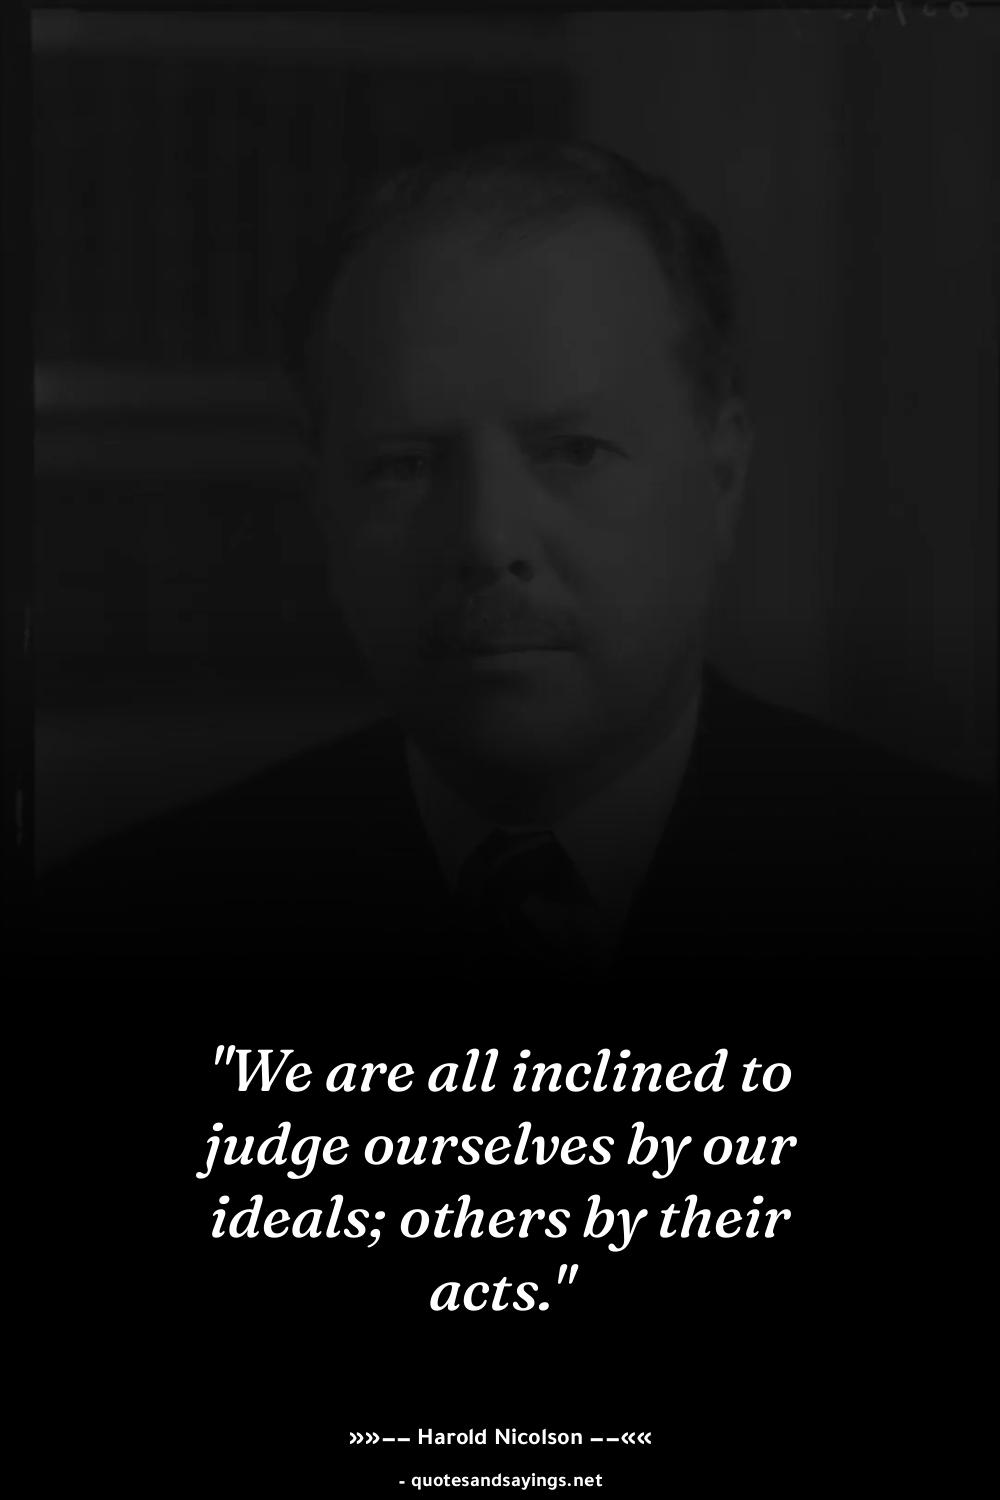 "We are all inclined to
judge ourselves by our
ideals; others by their
acts."
»»—— Harold Nicolson ——««
- quotesandsayings.net